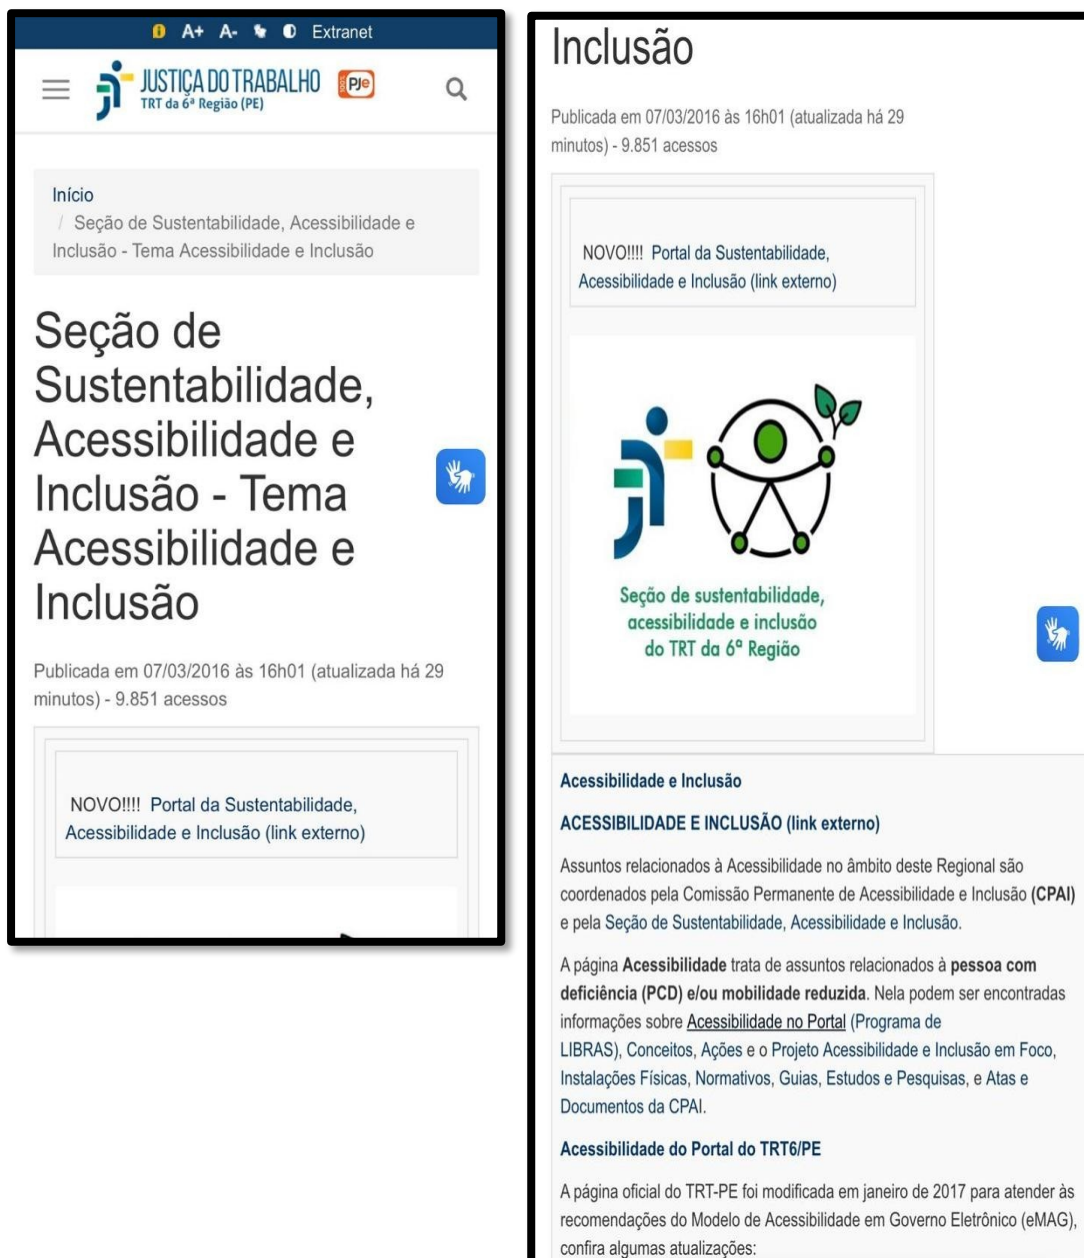 A+ A- Extranet
JUSTIÇA DO TRABALHO
TRT da 6ª Região (PE)
100% PJe
Início
/ Seção de Sustentabilidade, Acessibilidade e
Inclusão - Tema Acessibilidade e Inclusão
Seção de
Sustentabilidade,
Acessibilidade e
Inclusão - Tema
Acessibilidade e
Inclusão
Publicada em 07/03/2016 às 16h01 (atualizada há 29
minutos) - 9.851 acessos
NOVO!!!! Portal da Sustentabilidade,
Acessibilidade e Inclusão (link externo)
Inclusão
Publicada em 07/03/2016 às 16h01 (atualizada há 29
minutos) - 9.851 acessos
NOVO!!!! Portal da Sustentabilidade,
Acessibilidade e Inclusão (link externo)
Seção de sustentabilidade,
acessibilidade e inclusão
do TRT da 6ª Região
Acessibilidade e Inclusão
ACESSIBILIDADE E INCLUSÃO (link externo)
Assuntos relacionados à Acessibilidade no âmbito deste Regional são
coordenados pela Comissão Permanente de Acessibilidade e Inclusão (CPAI)
e pela Seção de Sustentabilidade, Acessibilidade e Inclusão.
A página Acessibilidade trata de assuntos relacionados à pessoa com
deficiência (PCD) e/ou mobilidade reduzida. Nela podem ser encontradas
informações sobre Acessibilidade no Portal (Programa de
LIBRAS), Conceitos, Ações e o Projeto Acessibilidade e Inclusão em Foco,
Instalações Físicas, Normativos, Guias, Estudos e Pesquisas, e Atas e
Documentos da CPAI.
Acessibilidade do Portal do TRT6/PE
A página oficial do TRT-PE foi modificada em janeiro de 2017 para atender às
recomendações do Modelo de Acessibilidade em Governo Eletrônico (eMAG),
confira algumas atualizações: